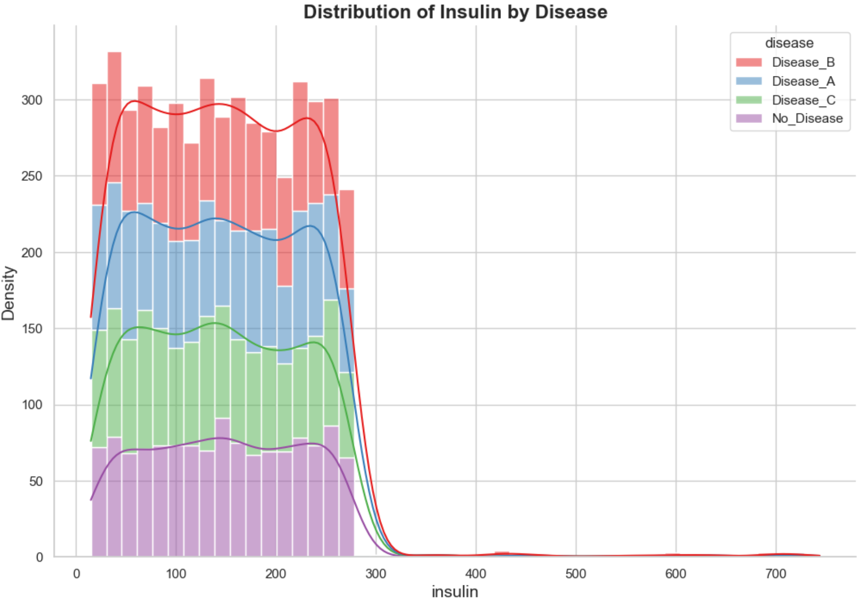 Distribution of Insulin by Disease
disease
Disease_B
Disease_A
Disease_C
No_Disease
Density
300
250
200
150
100
50
0
0 100 200 300 400 500 600 700
insulin